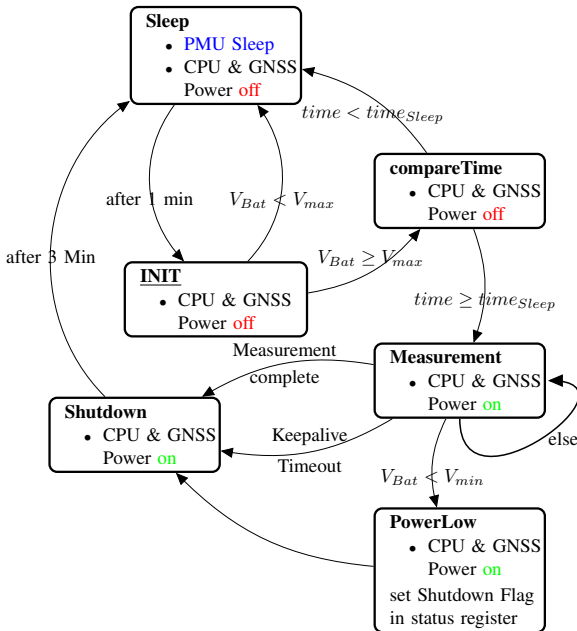 Sleep
• PMU Sleep
• CPU & GNSS
Power off
time < time_Sleep
compareTime
• CPU & GNSS
Power off
after 1 min
V_Bat < V_max
after 3 Min
V_Bat ≥ V_max
INIT
• CPU & GNSS
Power off
time ≥ time_Sleep
Measurement
complete
Measurement
• CPU & GNSS
Power on
Shutdown
• CPU & GNSS
Power on
Keepalive
Timeout
else
V_Bat < V_min
PowerLow
• CPU & GNSS
Power on
set Shutdown Flag
in status register